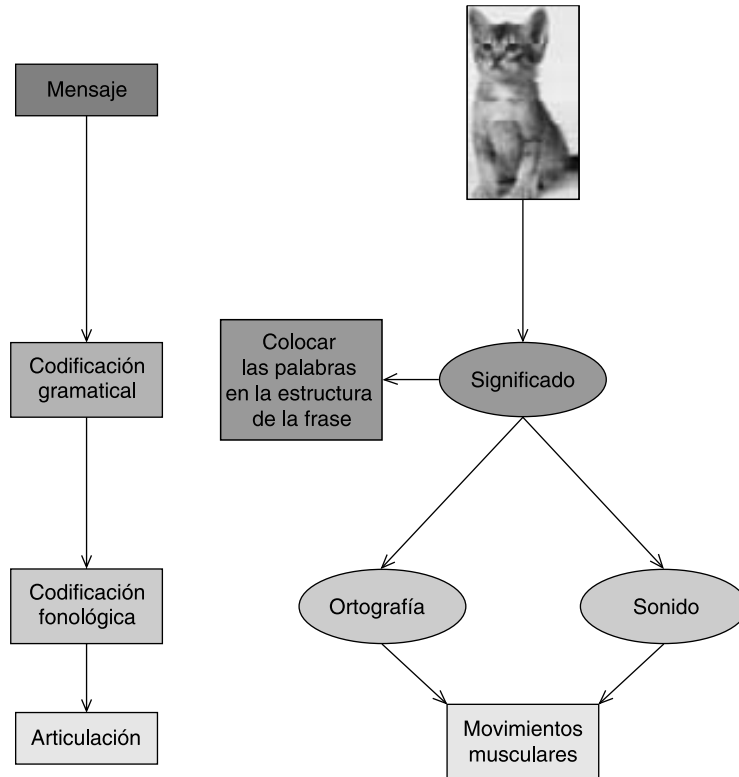 Mensaje
Codificación
gramatical
Colocar
las palabras
en la estructura
de la frase
Significado
Codificación
fonológica
Ortografía
Sonido
Articulación
Movimientos
musculares